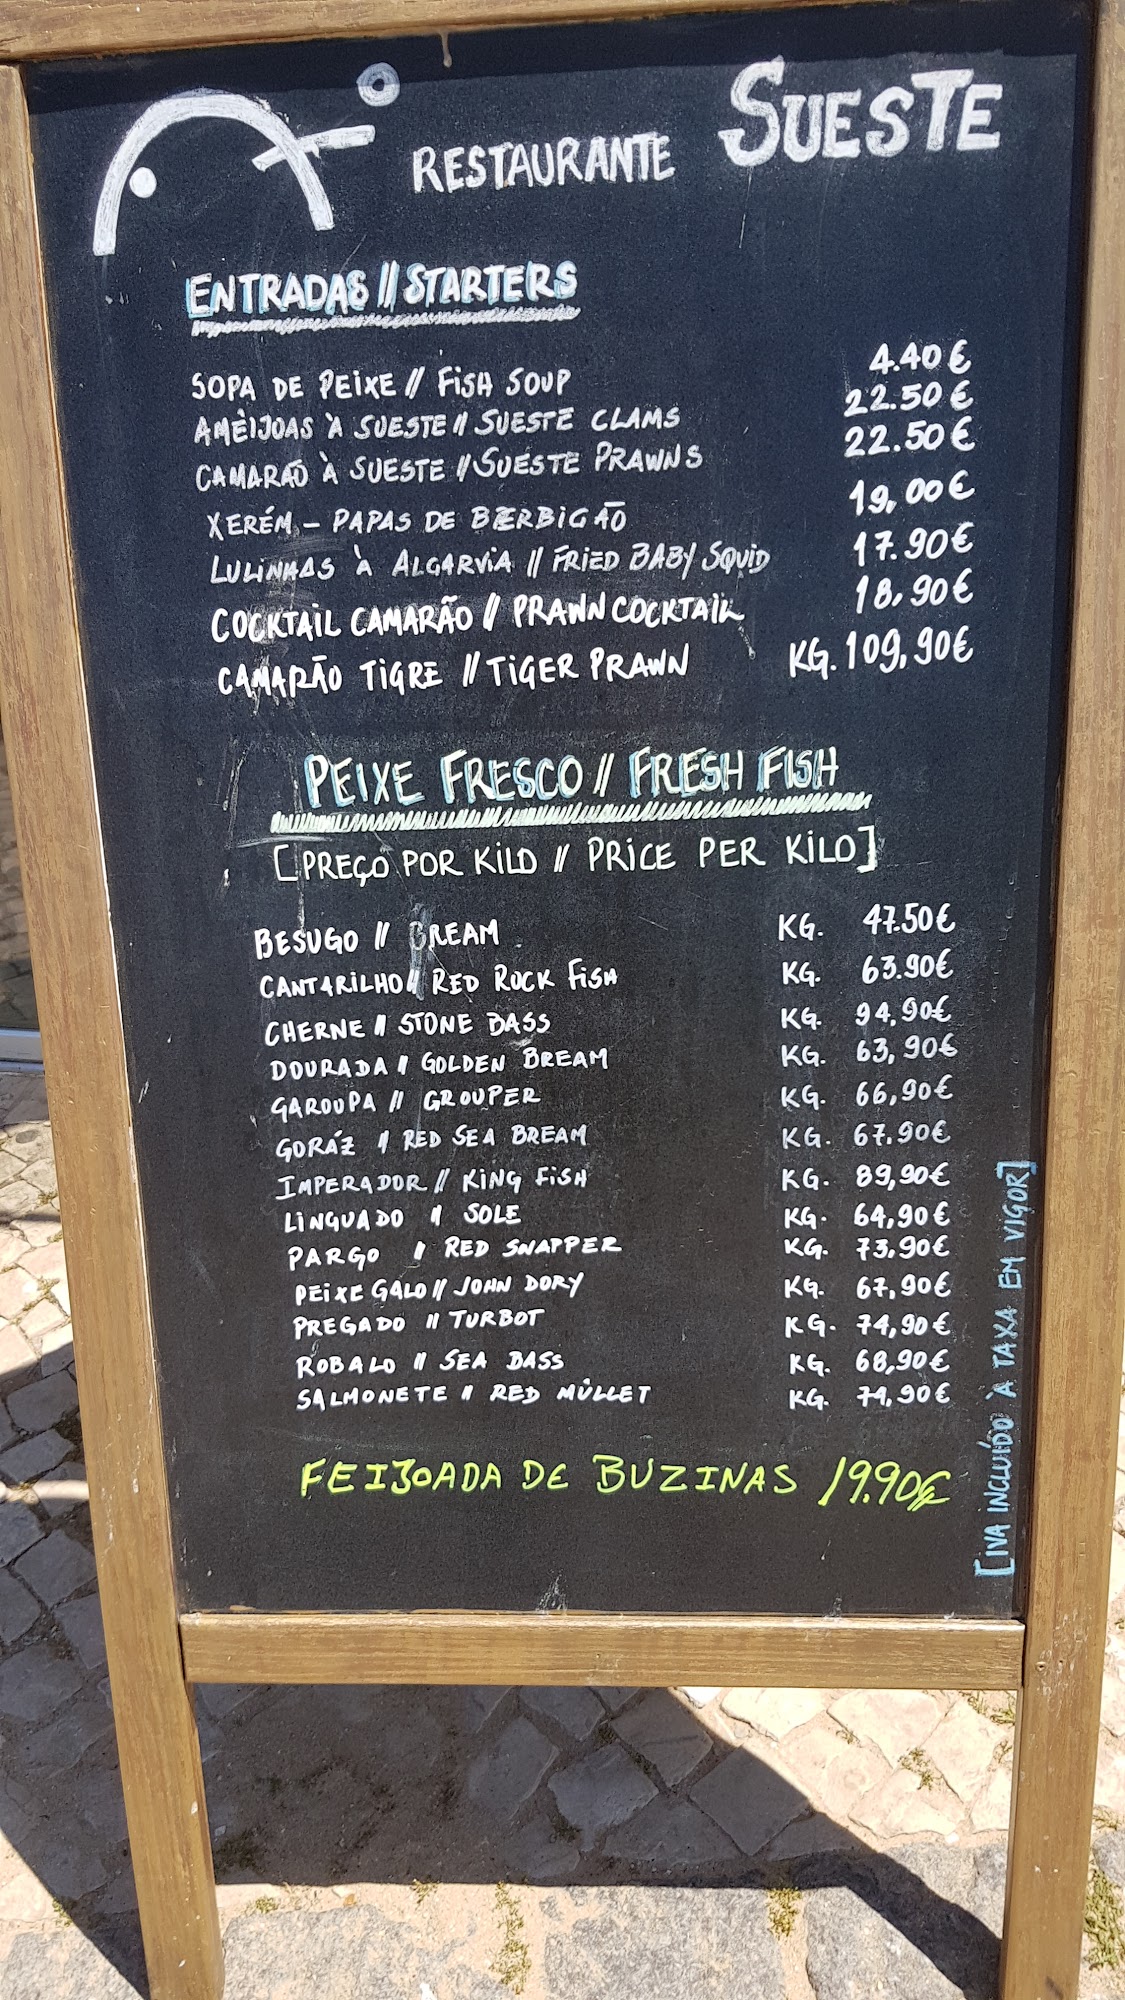 RESTAURANTE SUESTE
ENTRADAS // STARTERS
SOPA DE PEIXE // FISH SOUP 4.40€
AMÈIJOAS À SUESTE // SUESTE CLAMS 22.50€
CAMARÃO À SUESTE // SUESTE PRAWNS 22.50€
XERÉM - PAPAS DE BERBIGÃO 19,00€
LULINHAS À ALGARVIA // FRIED BABY SQUID 17.90€
COCKTAIL CAMARÃO // PRAWN COCKTAIL 18,90€
CAMARÃO TIGRE // TIGER PRAWN KG. 109,90€
PEIXE FRESCO // FRESH FISH
[PREÇO POR KILO // PRICE PER KILO]
BESUGO // BREAM KG. 47.50€
CANTARILHO // RED ROCK FISH KG. 63.90€
CHERNE // STONE BASS KG. 94,90€
DOURADA // GOLDEN BREAM KG. 63,90€
GAROUPA // GROUPER KG. 66,90€
GORÁZ // RED SEA BREAM KG. 67.90€
IMPERADOR // KING FISH KG. 89,90€
LINGUADO // SOLE KG. 64,90€
PARGO // RED SNAPPER KG. 73,90€
PEIXE GALO // JOHN DORY KG. 67,90€
PREGADO // TURBOT KG. 74,90€
ROBALO // SEA BASS KG. 68,90€
SALMONETE // RED MÜLLET KG. 74,90€
FEIJOADA DE BUZINAS 19.90€
[IVA INCLUÍDO À TAXA EM VIGOR]